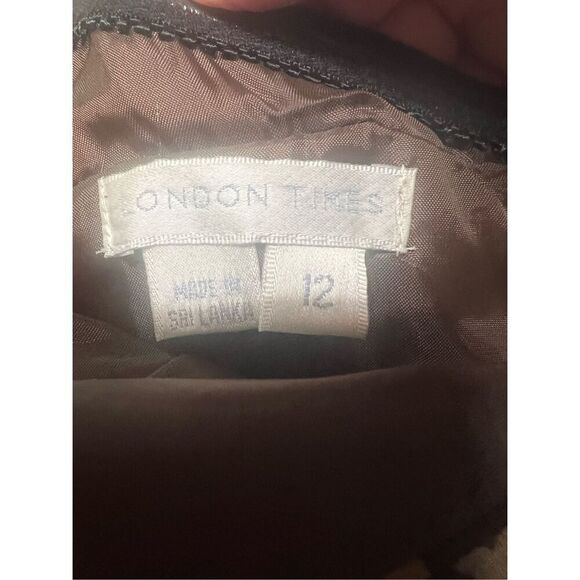 LONDON TIMES
MADE IN
SRI LANKA
12